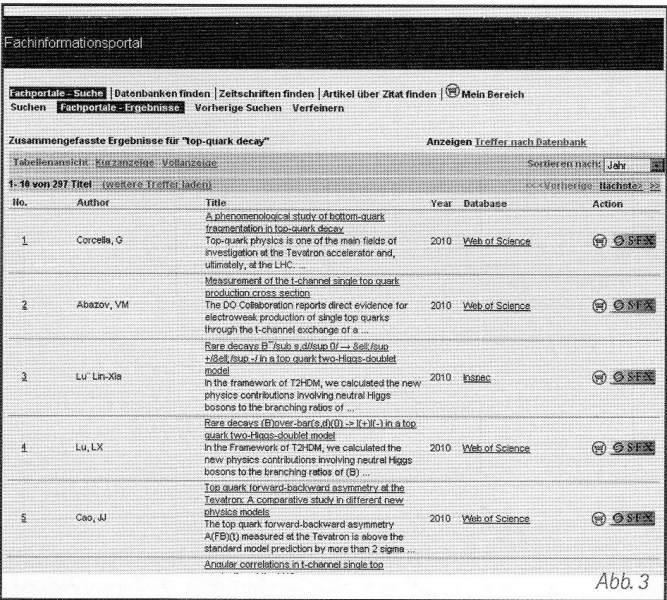 Fachinformationsportal
Fachportale - Suche | Datenbanken finden | Zeitschriften finden | Artikel über Zitat finden | Mein Bereich
Suchen Fachportale - Ergebnisse Vorherige Suchen Verfeinern
Zusammengefasste Ergebnisse für "top-quark decay" Anzeigen Treffer nach Datenbank
Tabellenansicht Kurzanzeige Vollanzeige Sortieren nach: Jahr
1- 10 von 297 Titel (weitere Treffer laden) << <Vorherige Nächste> >>
No. Author Title Year Database Action
A phenomenological study of bottom-quark
fragmentation in top-quark decay
1 Corcella, G Top-quark physics is one of the main fields of 2010 Web of Science SFX
investigation at the Tevatron accelerator and,
ultimately, at the LHC. ...
Measurement of the t-channel single top quark
production cross section
2 Abazov, VM The DO Collaboration reports direct evidence for 2010 Web of Science SFX
electroweak production of single top quarks
through the t-channel exchange of a ...
Rare decays B¯/sub s,d//sup 0/ → &ell;/sup
+/&ell;/sup -/ in a top quark two-Higgs-doublet
model
3 Lu¨ Lin-Xia In the framework of T2HDM, we calculated the new 2010 Inspec SFX
physics contributions involving neutral Higgs
bosons to the branching ratios of ...
Rare decays (B)over-bar(s,d)(0) -> l(+)l(-) in a top
quark two-Higgs-doublet model
4 Lu, LX In the Framework of T2HDM, we calculated the 2010 Web of Science SFX
new physics contributions involving neutral Higgs
bosons to the branching ratios of (B) ...
Top quark forward-backward asymmetry at the
Tevatron: A comparative study in different new
physics models
5 Cao, JJ The top quark forward-backward asymmetry 2010 Web of Science SFX
A(FB)(t) measured at the Tevatron is above the
standard model prediction by more than 2 sigma ...
Angular correlations in t-channel single top
Abb. 3